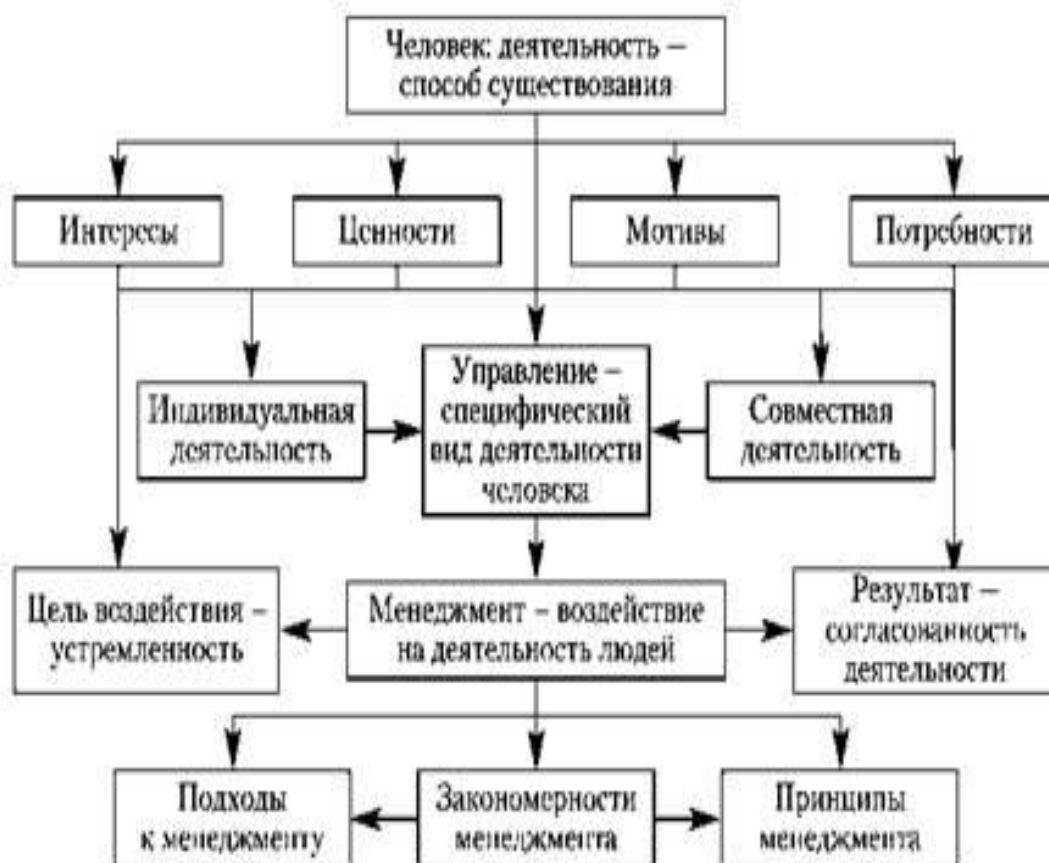 Человек: деятельность –
способ существования
Интересы
Ценности
Мотивы
Потребности
Управление –
специфический
вид деятельности
человека
Индивидуальная
деятельность
Совместная
деятельность
Цель воздействия –
устремленность
Менеджмент – воздействие
на деятельность людей
Результат –
согласованность
деятельности
Подходы
к менеджменту
Закономерности
менеджмента
Принципы
менеджмента